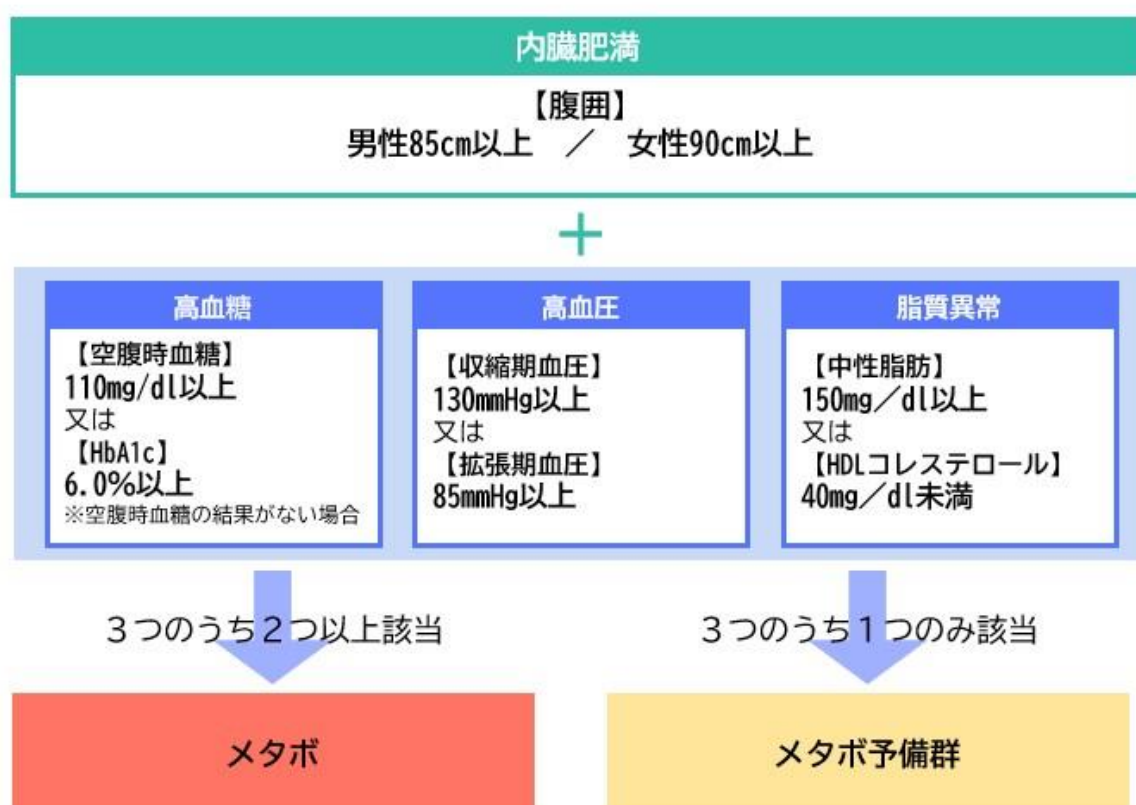 内臓肥満
【腹囲】
男性85cm以上　／　女性90cm以上
＋
高血糖
【空腹時血糖】
110mg/dl以上
又は
【HbA1c】
6.0%以上
※空腹時血糖の結果がない場合
高血圧
【収縮期血圧】
130mmHg以上
又は
【拡張期血圧】
85mmHg以上
脂質異常
【中性脂肪】
150mg／dl以上
又は
【HDLコレステロール】
40mg／dl未満
３つのうち２つ以上該当
３つのうち１つのみ該当
メタボ
メタボ予備群